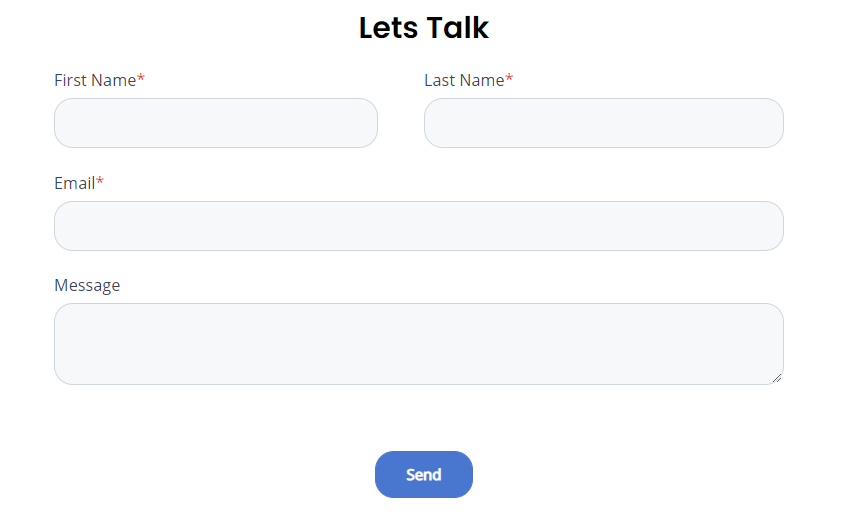 Lets Talk
First Name* Last Name*
Email*
Message
Send